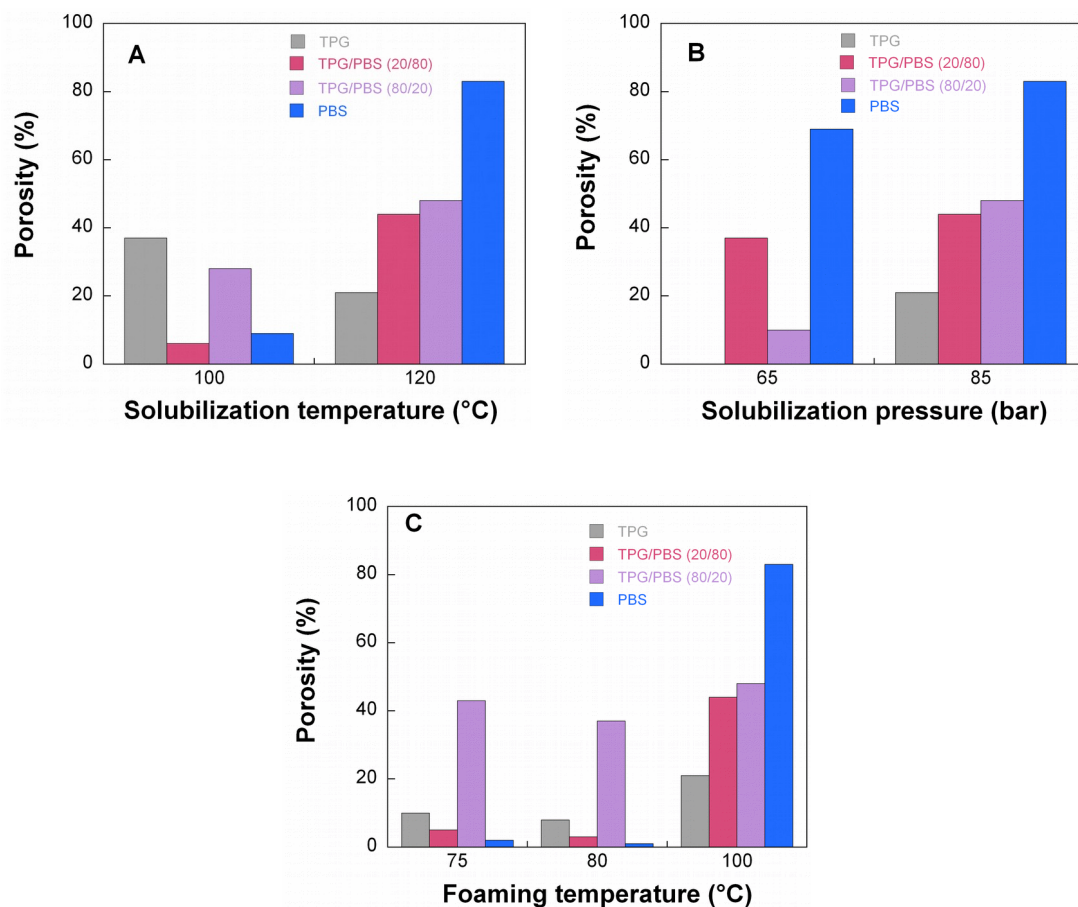 A
TPG
TPG/PBS (20/80)
TPG/PBS (80/20)
PBS
100
80
60
40
20
0
Porosity (%)
100 120
Solubilization temperature (°C)
B
TPG
TPG/PBS (20/80)
TPG/PBS (80/20)
PBS
100
80
60
40
20
0
Porosity (%)
65 85
Solubilization pressure (bar)
C
TPG
TPG/PBS (20/80)
TPG/PBS (80/20)
PBS
100
80
60
40
20
0
Porosity (%)
75 80 100
Foaming temperature (°C)